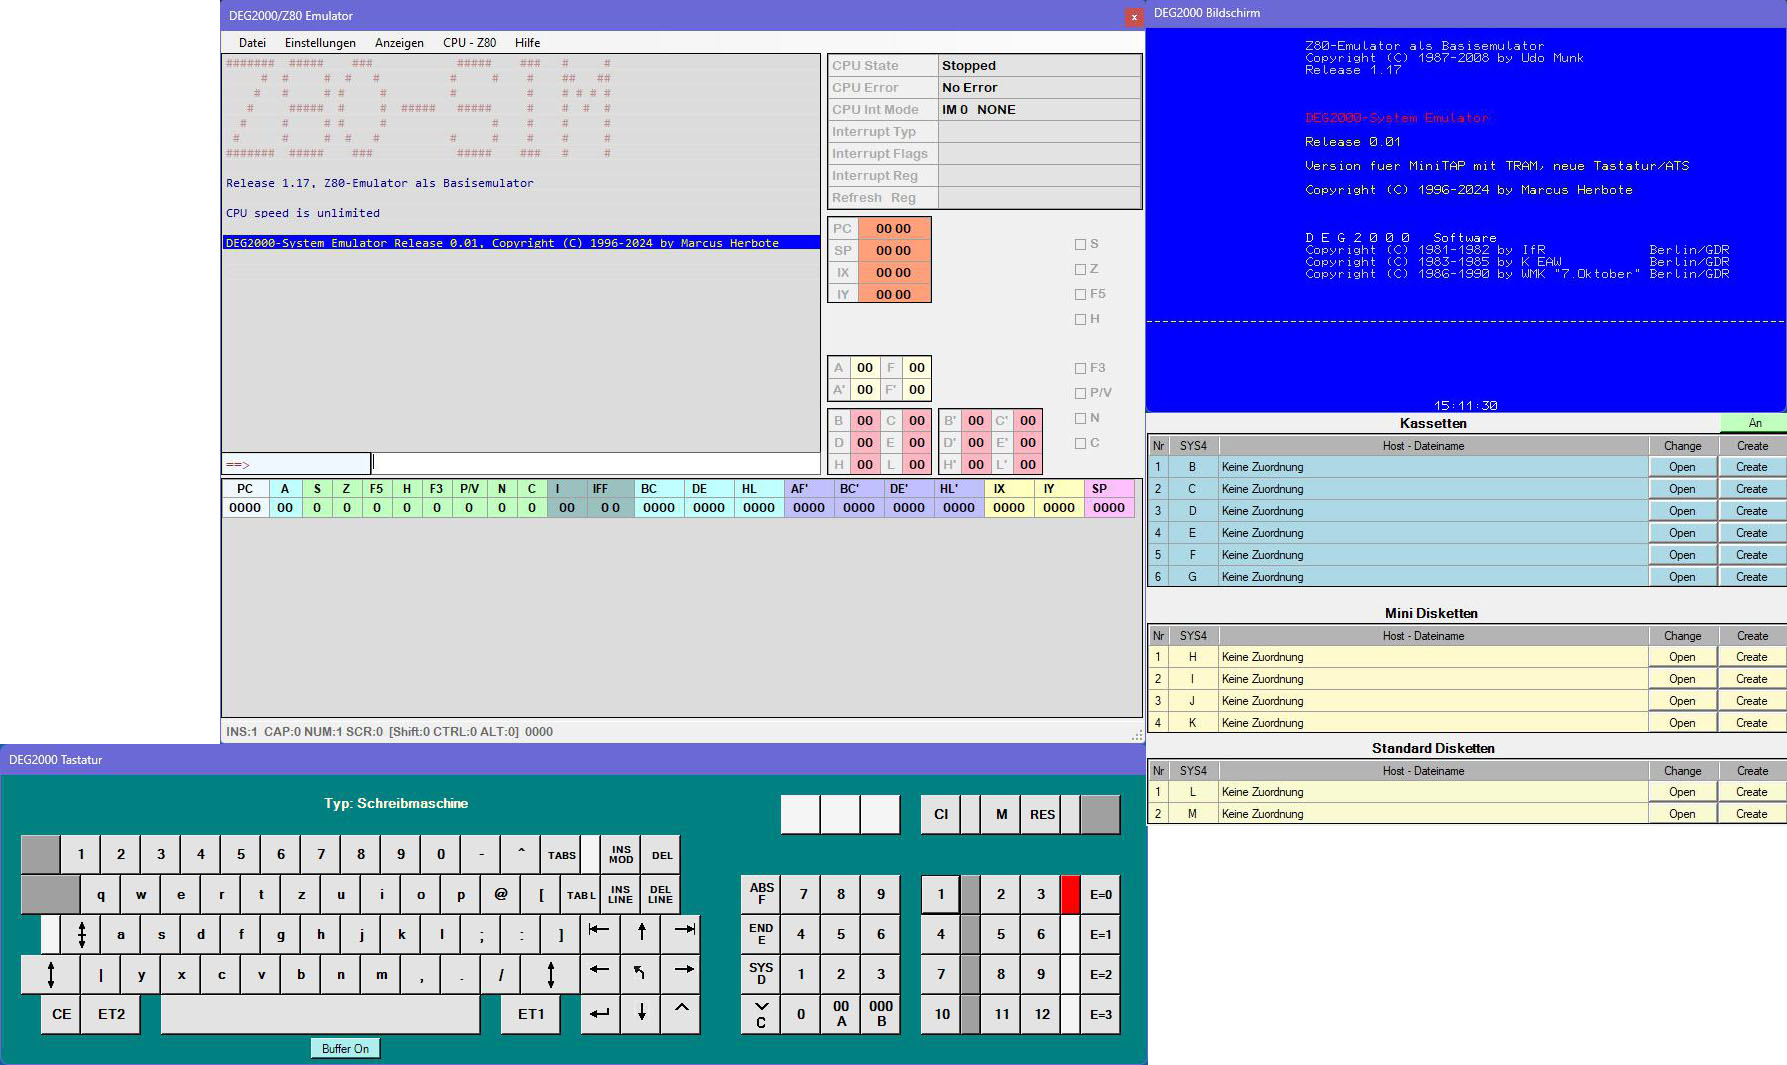 DEG2000/Z80 Emulator
x
Datei Einstellungen Anzeigen CPU - Z80 Hilfe
####### ##### ### ##### ### # #
# # # # # # # # ## ##
# # # # # # # # # # #
# ##### # # ##### ##### # # # #
# # # # # # # # #
# # # # # # # # # #
####### ##### ### ##### ### # #
Release 1.17, Z80-Emulator als Basisemulator
CPU speed is unlimited
DEG2000-System Emulator Release 0.01, Copyright (C) 1996-2024 by Marcus Herbote
==>
CPU State Stopped
CPU Error No Error
CPU Int Mode IM 0 NONE
Interrupt Typ
Interrupt Flags
Interrupt Reg
Refresh Reg
PC 00 00
SP 00 00
IX 00 00
IY 00 00
S
Z
F5
H
F3
P/V
N
C
A 00 F 00
A' 00 F' 00
B 00 C 00 B' 00 C' 00
D 00 E 00 D' 00 E' 00
H 00 L 00 H' 00 L' 00
PC A S Z F5 H F3 P/V N C I IFF BC DE HL AF' BC' DE' HL' IX IY SP
0000 00 0 0 0 0 0 0 0 0 00 0 0 0000 0000 0000 0000 0000 0000 0000 0000 0000 0000
INS:1 CAP:0 NUM:1 SCR:0 [Shift:0 CTRL:0 ALT:0] 0000
DEG2000 Bildschirm
Z80-Emulator als Basisemulator
Copyright (C) 1987-2008 by Udo Munk
Release 1.17
DEG2000-System Emulator
Release 0.01
Version fuer MiniTAP mit TRAM, neue Tastatur/ATS
Copyright (C) 1996-2024 by Marcus Herbote
D E G 2 0 0 0 Software
Copyright (C) 1981-1982 by IfR Berlin/GDR
Copyright (C) 1983-1985 by K EAW Berlin/GDR
Copyright (C) 1986-1990 by WMK "7.Oktober" Berlin/GDR
15:11:30
Kassetten An
Nr SYS4 Host - Dateiname Change Create
1 B Keine Zuordnung Open Create
2 C Keine Zuordnung Open Create
3 D Keine Zuordnung Open Create
4 E Keine Zuordnung Open Create
5 F Keine Zuordnung Open Create
6 G Keine Zuordnung Open Create
Mini Disketten
Nr SYS4 Host - Dateiname Change Create
1 H Keine Zuordnung Open Create
2 I Keine Zuordnung Open Create
3 J Keine Zuordnung Open Create
4 K Keine Zuordnung Open Create
Standard Disketten
Nr SYS4 Host - Dateiname Change Create
1 L Keine Zuordnung Open Create
2 M Keine Zuordnung Open Create
DEG2000 Tastatur
Typ: Schreibmaschine
CI M RES
1 2 3 4 5 6 7 8 9 0 - ^ TABS INS MOD DEL
q w e r t z u i o p @ [ TABL INS LINE DEL LINE
a s d f g h j k l ; : ]
| y x c v b n m , . /
CE ET2 ET1
Buffer On
ABS F 7 8 9
END E 4 5 6
SYS D 1 2 3
C 0 00 A 000 B
1 2 3 E=0
4 5 6 E=1
7 8 9 E=2
10 11 12 E=3